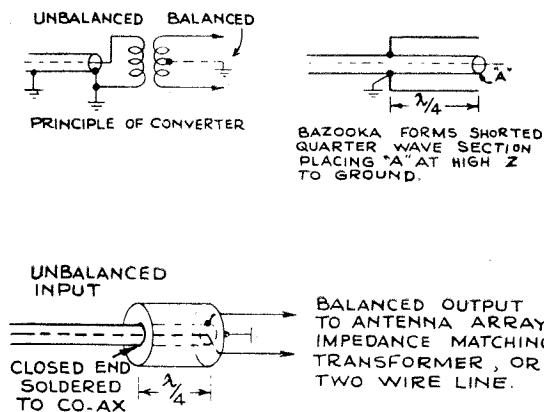 UNBALANCED BALANCED
PRINCIPLE OF CONVERTER
"A"
λ/4
BAZOOKA FORMS SHORTED
QUARTER WAVE SECTION
PLACING "A" AT HIGH Z
TO GROUND.
UNBALANCED
INPUT
CLOSED END
SOLDERED
TO CO-AX
λ/4
BALANCED OUTPUT
TO ANTENNA ARRAY
IMPEDANCE MATCHING
TRANSFORMER, OR
TWO WIRE LINE.